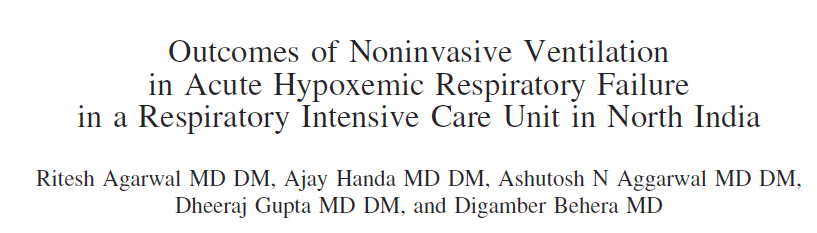 Outcomes of Noninvasive Ventilation
in Acute Hypoxemic Respiratory Failure
in a Respiratory Intensive Care Unit in North India
Ritesh Agarwal MD DM, Ajay Handa MD DM, Ashutosh N Aggarwal MD DM,
Dheeraj Gupta MD DM, and Digamber Behera MD